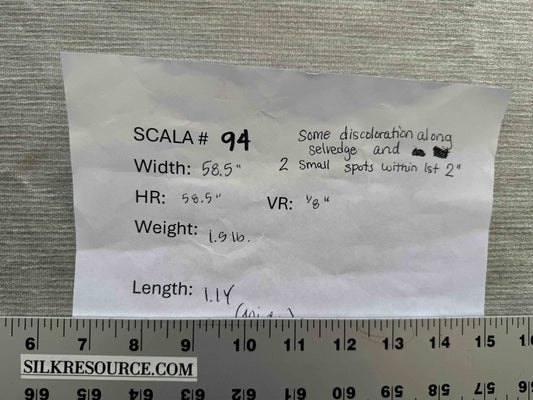 SCALA # 94
Some discoloration along
selvedge and
2 small spots within 1st 2"
Width: 58.5"
HR: 58.5"
VR: 1/8"
Weight: 1.5 lb.
Length: 1.1Y
6 7 8 9 10 11 12 13 14 15 16
SILKRESOURCE.COM